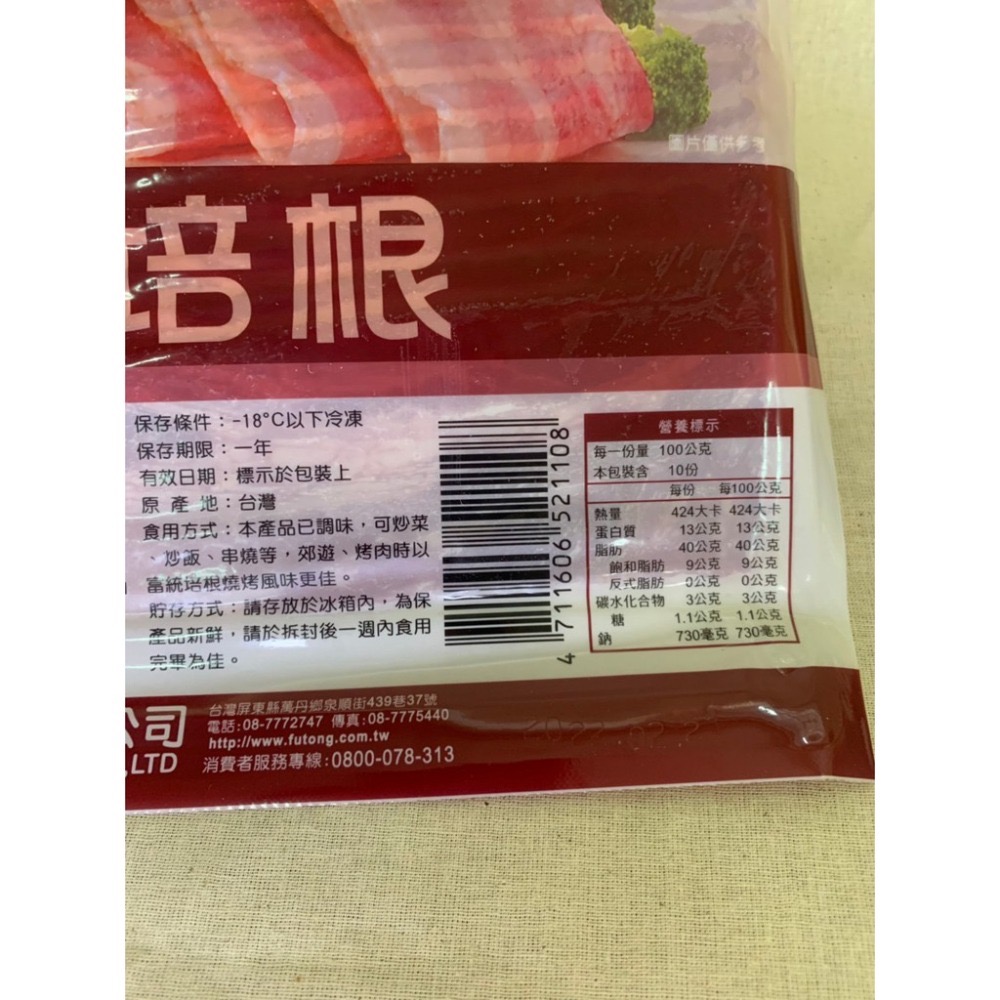 圖片僅供參考
培根
保存條件：-18°C以下冷凍
保存期限：一年
有效日期：標示於包裝上
原產地：台灣
食用方式：本產品已調味，可炒菜
、炒飯、串燒等，郊遊、烤肉時以
富統培根燒烤風味更佳。
貯存方式：請存放於冰箱內，為保
產品新鮮，請於拆封後一週內食用
完畢為佳。
4 711606 521108
營養標示
每一份量 100公克
本包裝含 10份
每份 每100公克
熱量 424大卡 424大卡
蛋白質 13公克 13公克
脂肪 40公克 40公克
飽和脂肪 9公克 9公克
反式脂肪 0公克 0公克
碳水化合物 3公克 3公克
糖 1.1公克 1.1公克
鈉 730毫克 730毫克
公司
.,LTD
台灣屏東縣萬丹鄉泉順街439巷37號
電話:08-7772747 傳真:08-7775440
http://www.futong.com.tw
消費者服務專線:0800-078-313